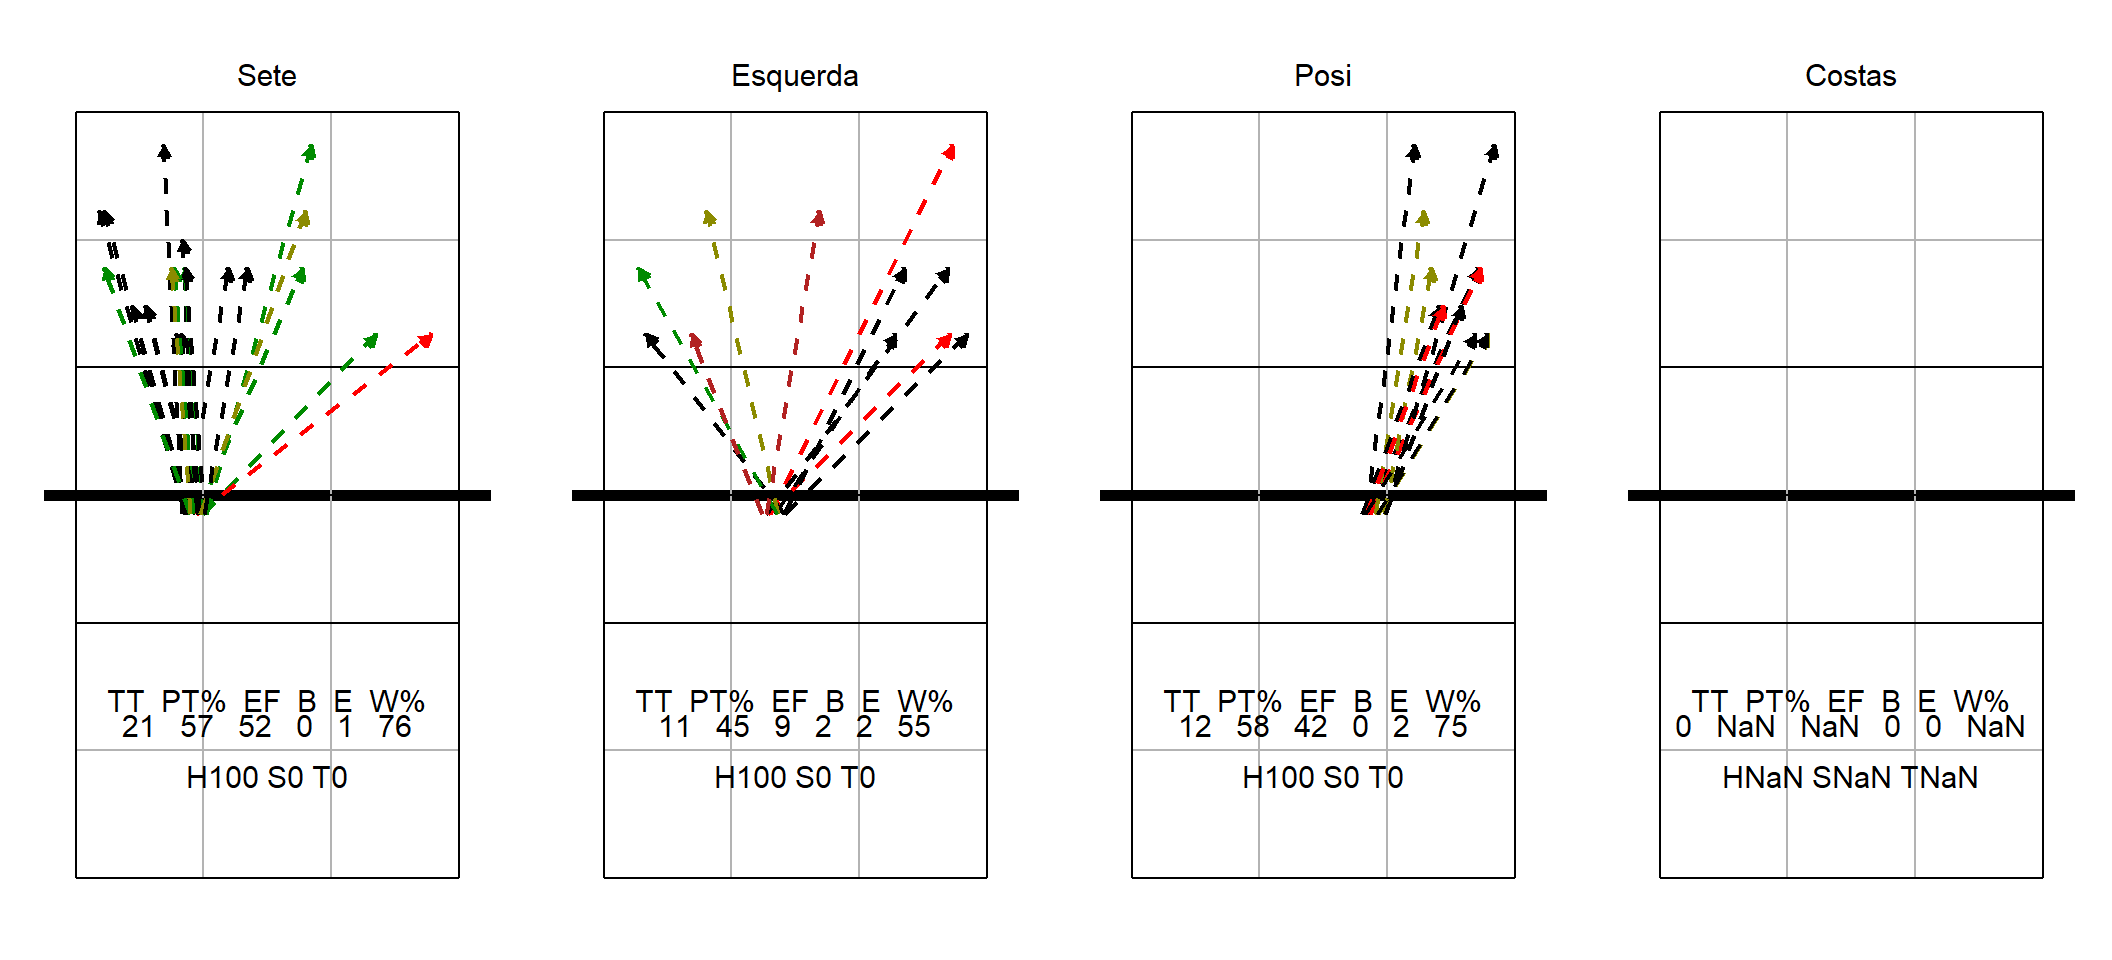 Sete
TT PT% EF B E W%
21 57 52 0 1 76
H100 S0 T0
Esquerda
TT PT% EF B E W%
11 45 9 2 2 55
H100 S0 T0
Posi
TT PT% EF B E W%
12 58 42 0 2 75
H100 S0 T0
Costas
TT PT% EF B E W%
0 NaN NaN 0 0 NaN
HNaN SNaN TNaN